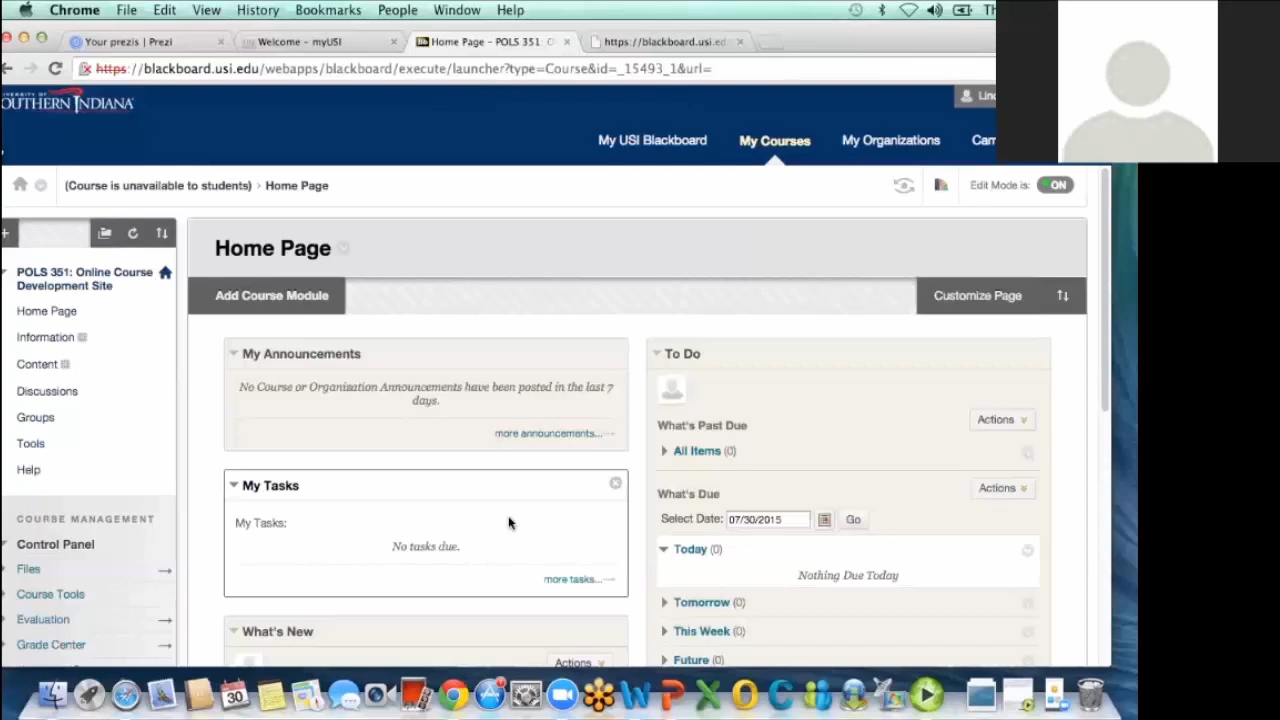 Chrome File Edit View History Bookmarks People Window Help Th
Your prezis | Prezi
Welcome – myUSI
Home Page – POLS 351: O
https://blackboard.usi.ed
https://blackboard.usi.edu/webapps/blackboard/execute/launcher?type=Course&id=_15493_1&url=
OUTHERN INDIANA
Linc
My USI Blackboard My Courses My Organizations Cam
(Course is unavailable to students) › Home Page
Edit Mode is: ON
POLS 351: Online Course
Development Site
Home Page
Information
Content
Discussions
Groups
Tools
Help
COURSE MANAGEMENT
Control Panel
Files
Course Tools
Evaluation
Grade Center
Home Page
Add Course Module
Customize Page
My Announcements
No Course or Organization Announcements have been posted in the last 7
days.
more announcements...
My Tasks
My Tasks:
No tasks due.
more tasks...
What's New
Actions
To Do
What's Past Due
Actions
All Items (0)
What's Due
Actions
Select Date: 07/30/2015 Go
Today (0)
Nothing Due Today
Tomorrow (0)
This Week (0)
Future (0)
30